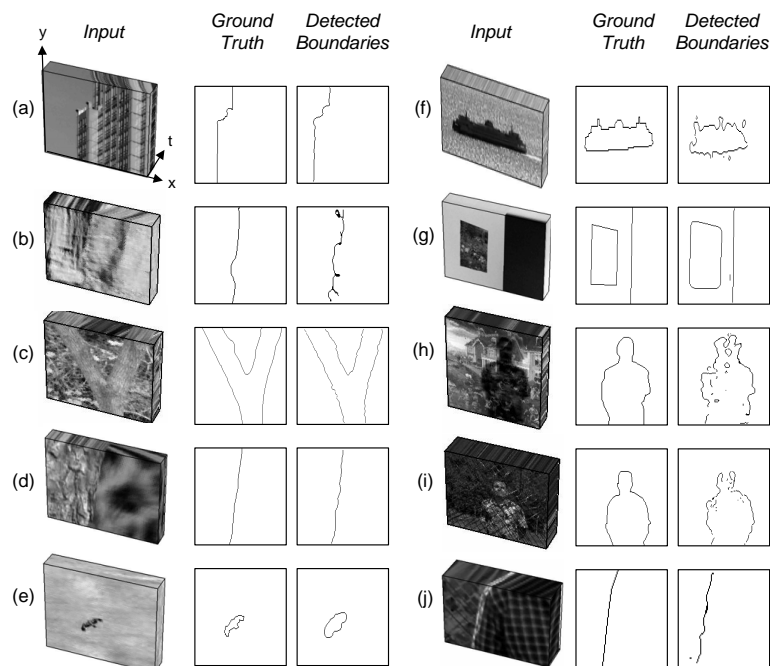 Input Ground Truth Detected Boundaries Input Ground Truth Detected Boundaries
y
(a) (f)
t
x
(b) (g)
(c) (h)
(d) (i)
(e) (j)